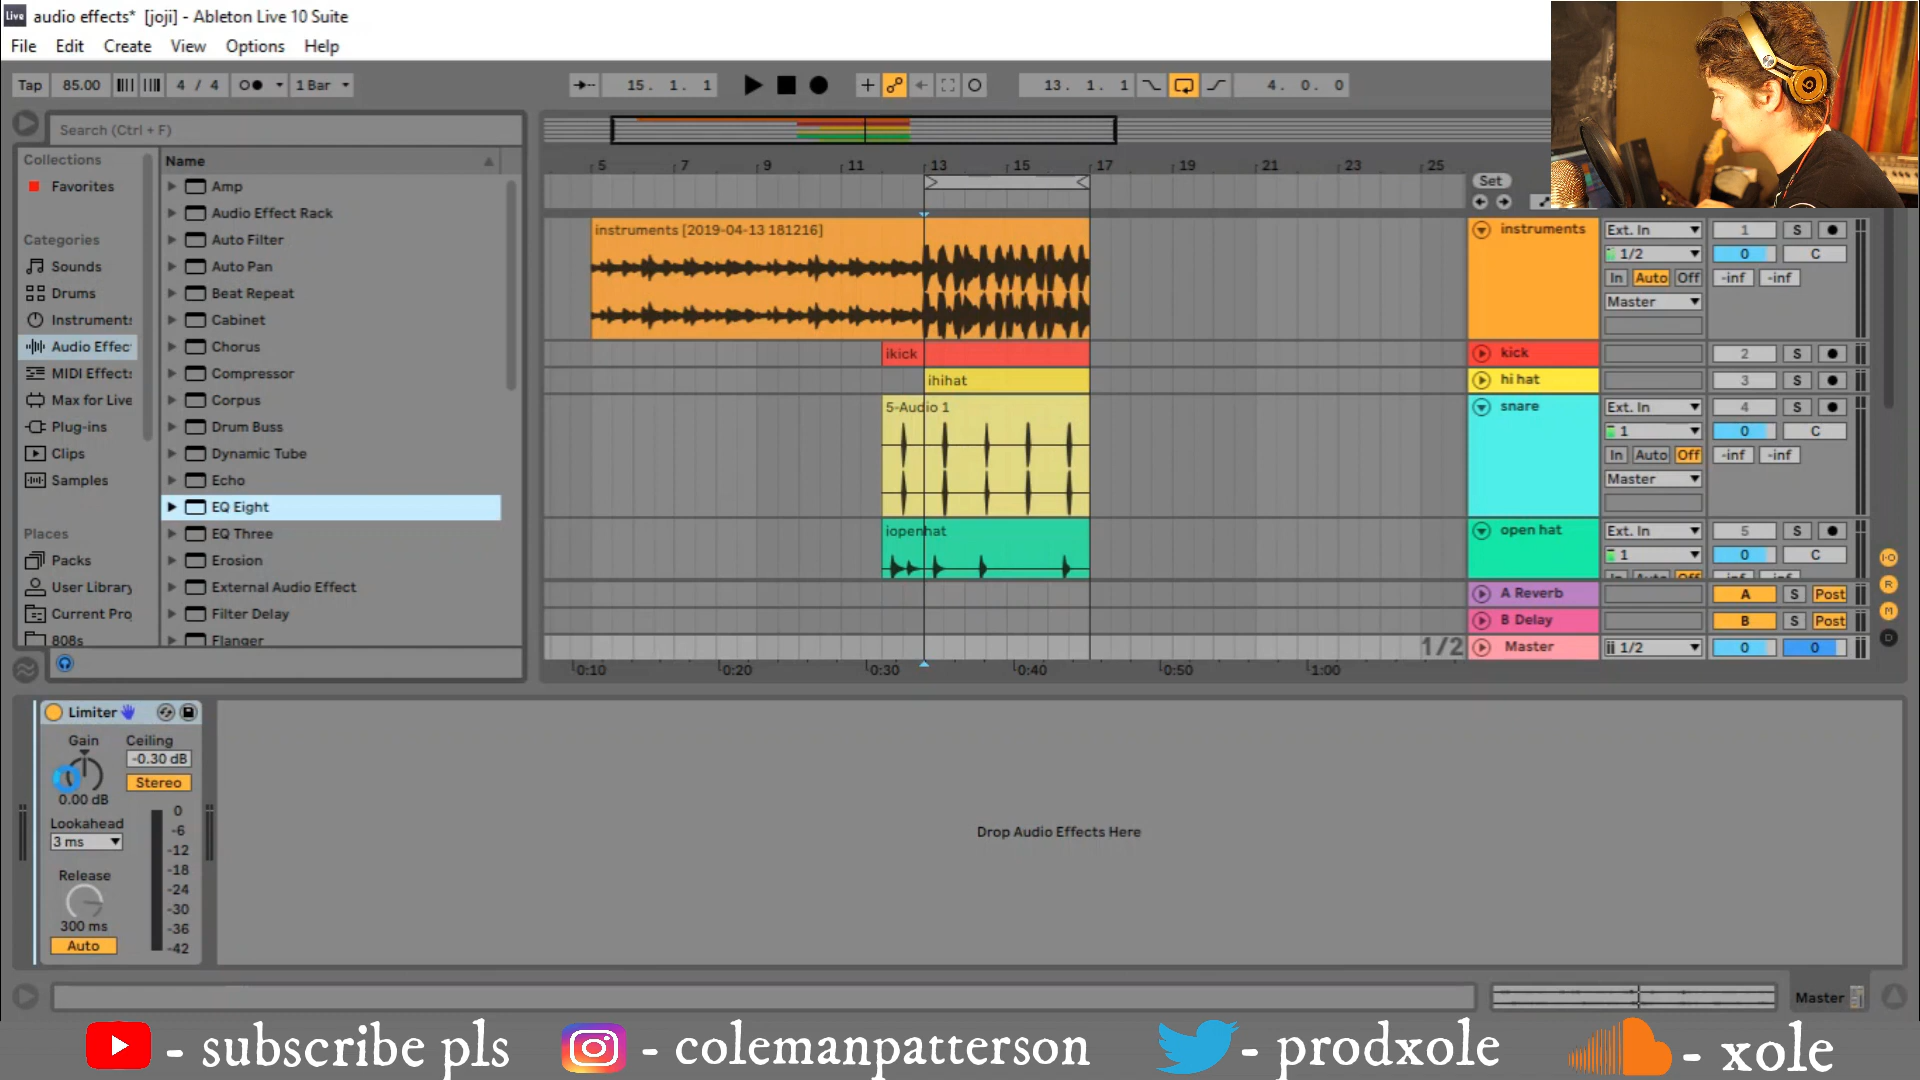 audio effects* [joji] - Ableton Live 10 Suite
File Edit Create View Options Help
Tap 85.00 4 / 4 1 Bar 15. 1. 1 13. 1. 1 4. 0. 0
Search (Ctrl + F)
Collections
Favorites
Categories
Sounds
Drums
Instruments
Audio Effec
MIDI Effects
Max for Live
Plug-ins
Clips
Samples
Places
Packs
User Library
Current Pro
808s
Name
Amp
Audio Effect Rack
Auto Filter
Auto Pan
Beat Repeat
Cabinet
Chorus
Compressor
Corpus
Drum Buss
Dynamic Tube
Echo
EQ Eight
EQ Three
Erosion
External Audio Effect
Filter Delay
Flanger
5 7 9 11 13 15 17 19 21 23 25
Set
instruments [2019-04-13 181216]
ikick
ihihat
5-Audio 1
iopenhat
1/2
0:10 0:20 0:30 0:40 0:50 1:00
instruments Ext. In 1 S
1/2 0 C
In Auto Off -inf -inf
Master
kick 2 S
hi hat 3 S
snare Ext. In 4 S
1 0 C
In Auto Off -inf -inf
Master
open hat Ext. In 5 S
1 0 C
In Auto Off -inf -inf
A Reverb A S Post
B Delay B S Post
Master 1/2 0 0
I·O
R
M
D
Limiter
Gain Ceiling
-0.30 dB
Stereo
0.00 dB
Lookahead
3 ms
Release
300 ms
Auto
0
-6
-12
-18
-24
-30
-36
-42
Drop Audio Effects Here
Master
- subscribe pls - colemanpatterson - prodxole - xole